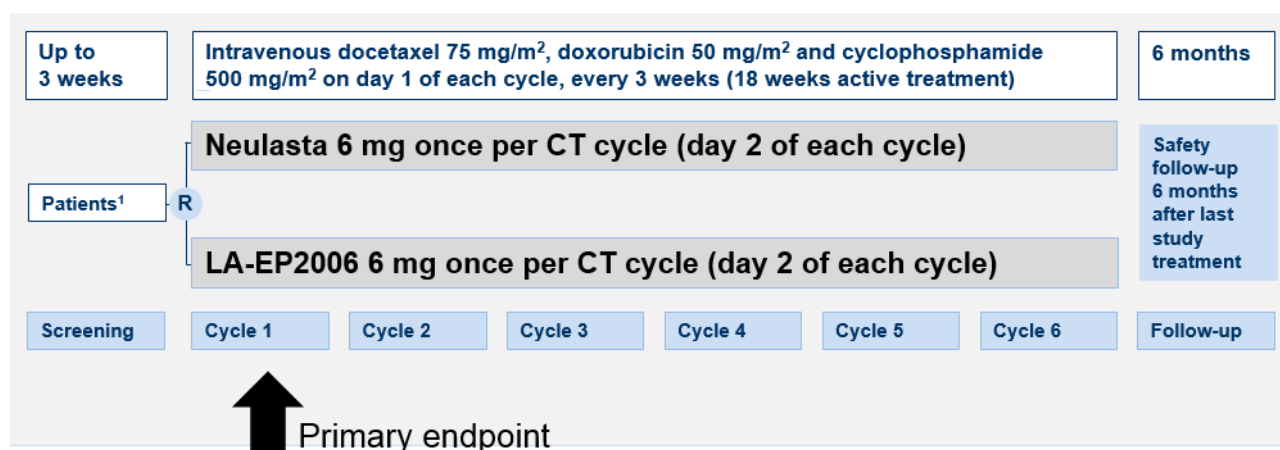 Up to
3 weeks
Intravenous docetaxel 75 mg/m², doxorubicin 50 mg/m² and cyclophosphamide
500 mg/m² on day 1 of each cycle, every 3 weeks (18 weeks active treatment)
6 months
Neulasta 6 mg once per CT cycle (day 2 of each cycle)
Patients¹
R
LA-EP2006 6 mg once per CT cycle (day 2 of each cycle)
Safety
follow-up
6 months
after last
study
treatment
Screening
Cycle 1
Cycle 2
Cycle 3
Cycle 4
Cycle 5
Cycle 6
Follow-up
Primary endpoint